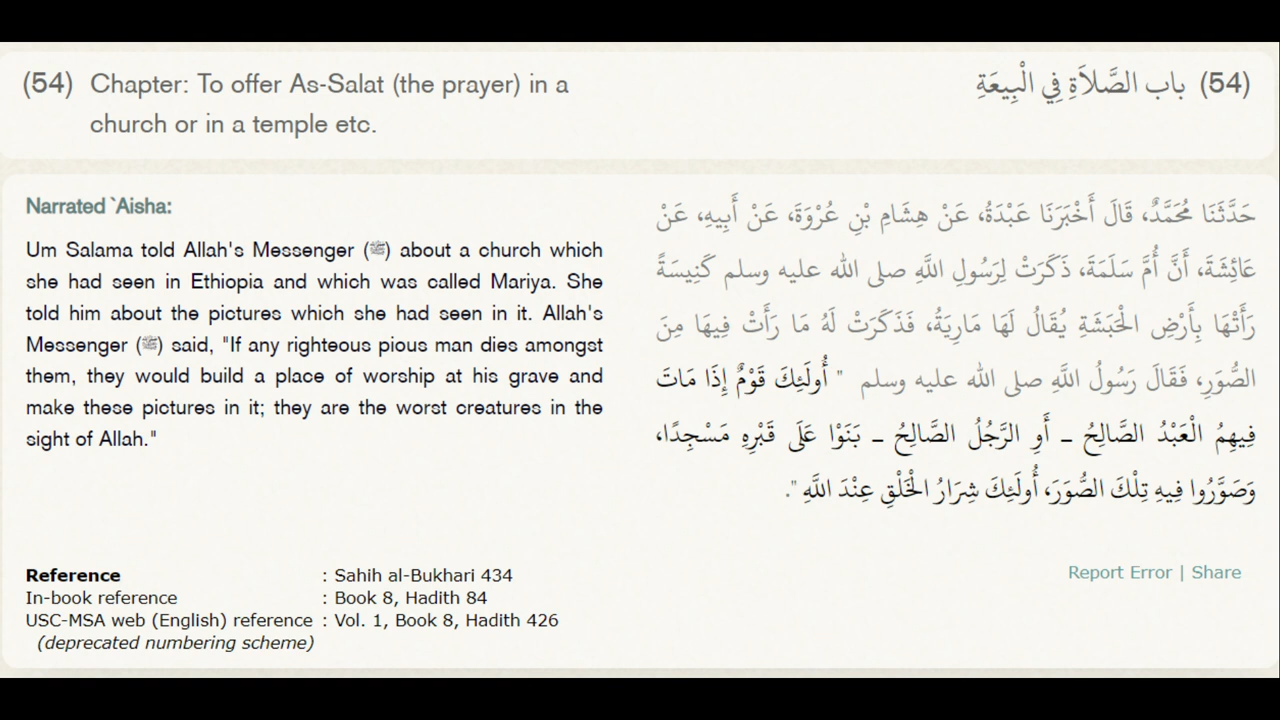 (54) Chapter: To offer As-Salat (the prayer) in a
church or in a temple etc.
(54) باب الصَّلاَةِ فِي الْبِيعَةِ
Narrated `Aisha:
Um Salama told Allah's Messenger (ﷺ) about a church which
she had seen in Ethiopia and which was called Mariya. She
told him about the pictures which she had seen in it. Allah's
Messenger (ﷺ) said, "If any righteous pious man dies amongst
them, they would build a place of worship at his grave and
make these pictures in it; they are the worst creatures in the
sight of Allah."
حَدَّثَنَا مُحَمَّدٌ، قَالَ أَخْبَرَنَا عَبْدَةُ، عَنْ هِشَامِ بْنِ عُرْوَةَ، عَنْ أَبِيهِ، عَنْ
عَائِشَةَ، أَنَّ أُمَّ سَلَمَةَ، ذَكَرَتْ لِرَسُولِ اللَّهِ صلى الله عليه وسلم كَنِيسَةً
رَأَتْهَا بِأَرْضِ الْحَبَشَةِ يُقَالُ لَهَا مَارِيَةُ، فَذَكَرَتْ لَهُ مَا رَأَتْ فِيهَا مِنَ
الصُّوَرِ، فَقَالَ رَسُولُ اللَّهِ صلى الله عليه وسلم " أُولَئِكَ قَوْمٌ إِذَا مَاتَ
فِيهِمُ الْعَبْدُ الصَّالِحُ ـ أَوِ الرَّجُلُ الصَّالِحُ ـ بَنَوْا عَلَى قَبْرِهِ مَسْجِدًا،
وَصَوَّرُوا فِيهِ تِلْكَ الصُّوَرَ، أُولَئِكَ شِرَارُ الْخَلْقِ عِنْدَ اللَّهِ ".
Reference : Sahih al-Bukhari 434
In-book reference : Book 8, Hadith 84
USC-MSA web (English) reference : Vol. 1, Book 8, Hadith 426
(deprecated numbering scheme)
Report Error | Share